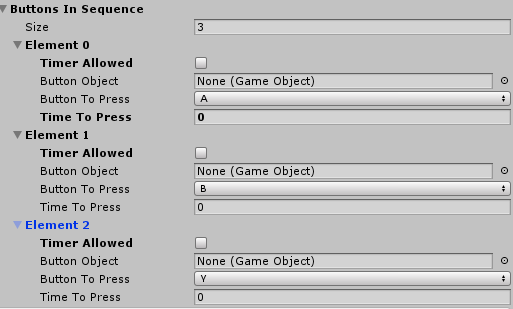 Buttons In Sequence
Size 3
Element 0
Timer Allowed
Button Object None (Game Object)
Button To Press A
Time To Press 0
Element 1
Timer Allowed
Button Object None (Game Object)
Button To Press B
Time To Press 0
Element 2
Timer Allowed
Button Object None (Game Object)
Button To Press Y
Time To Press 0